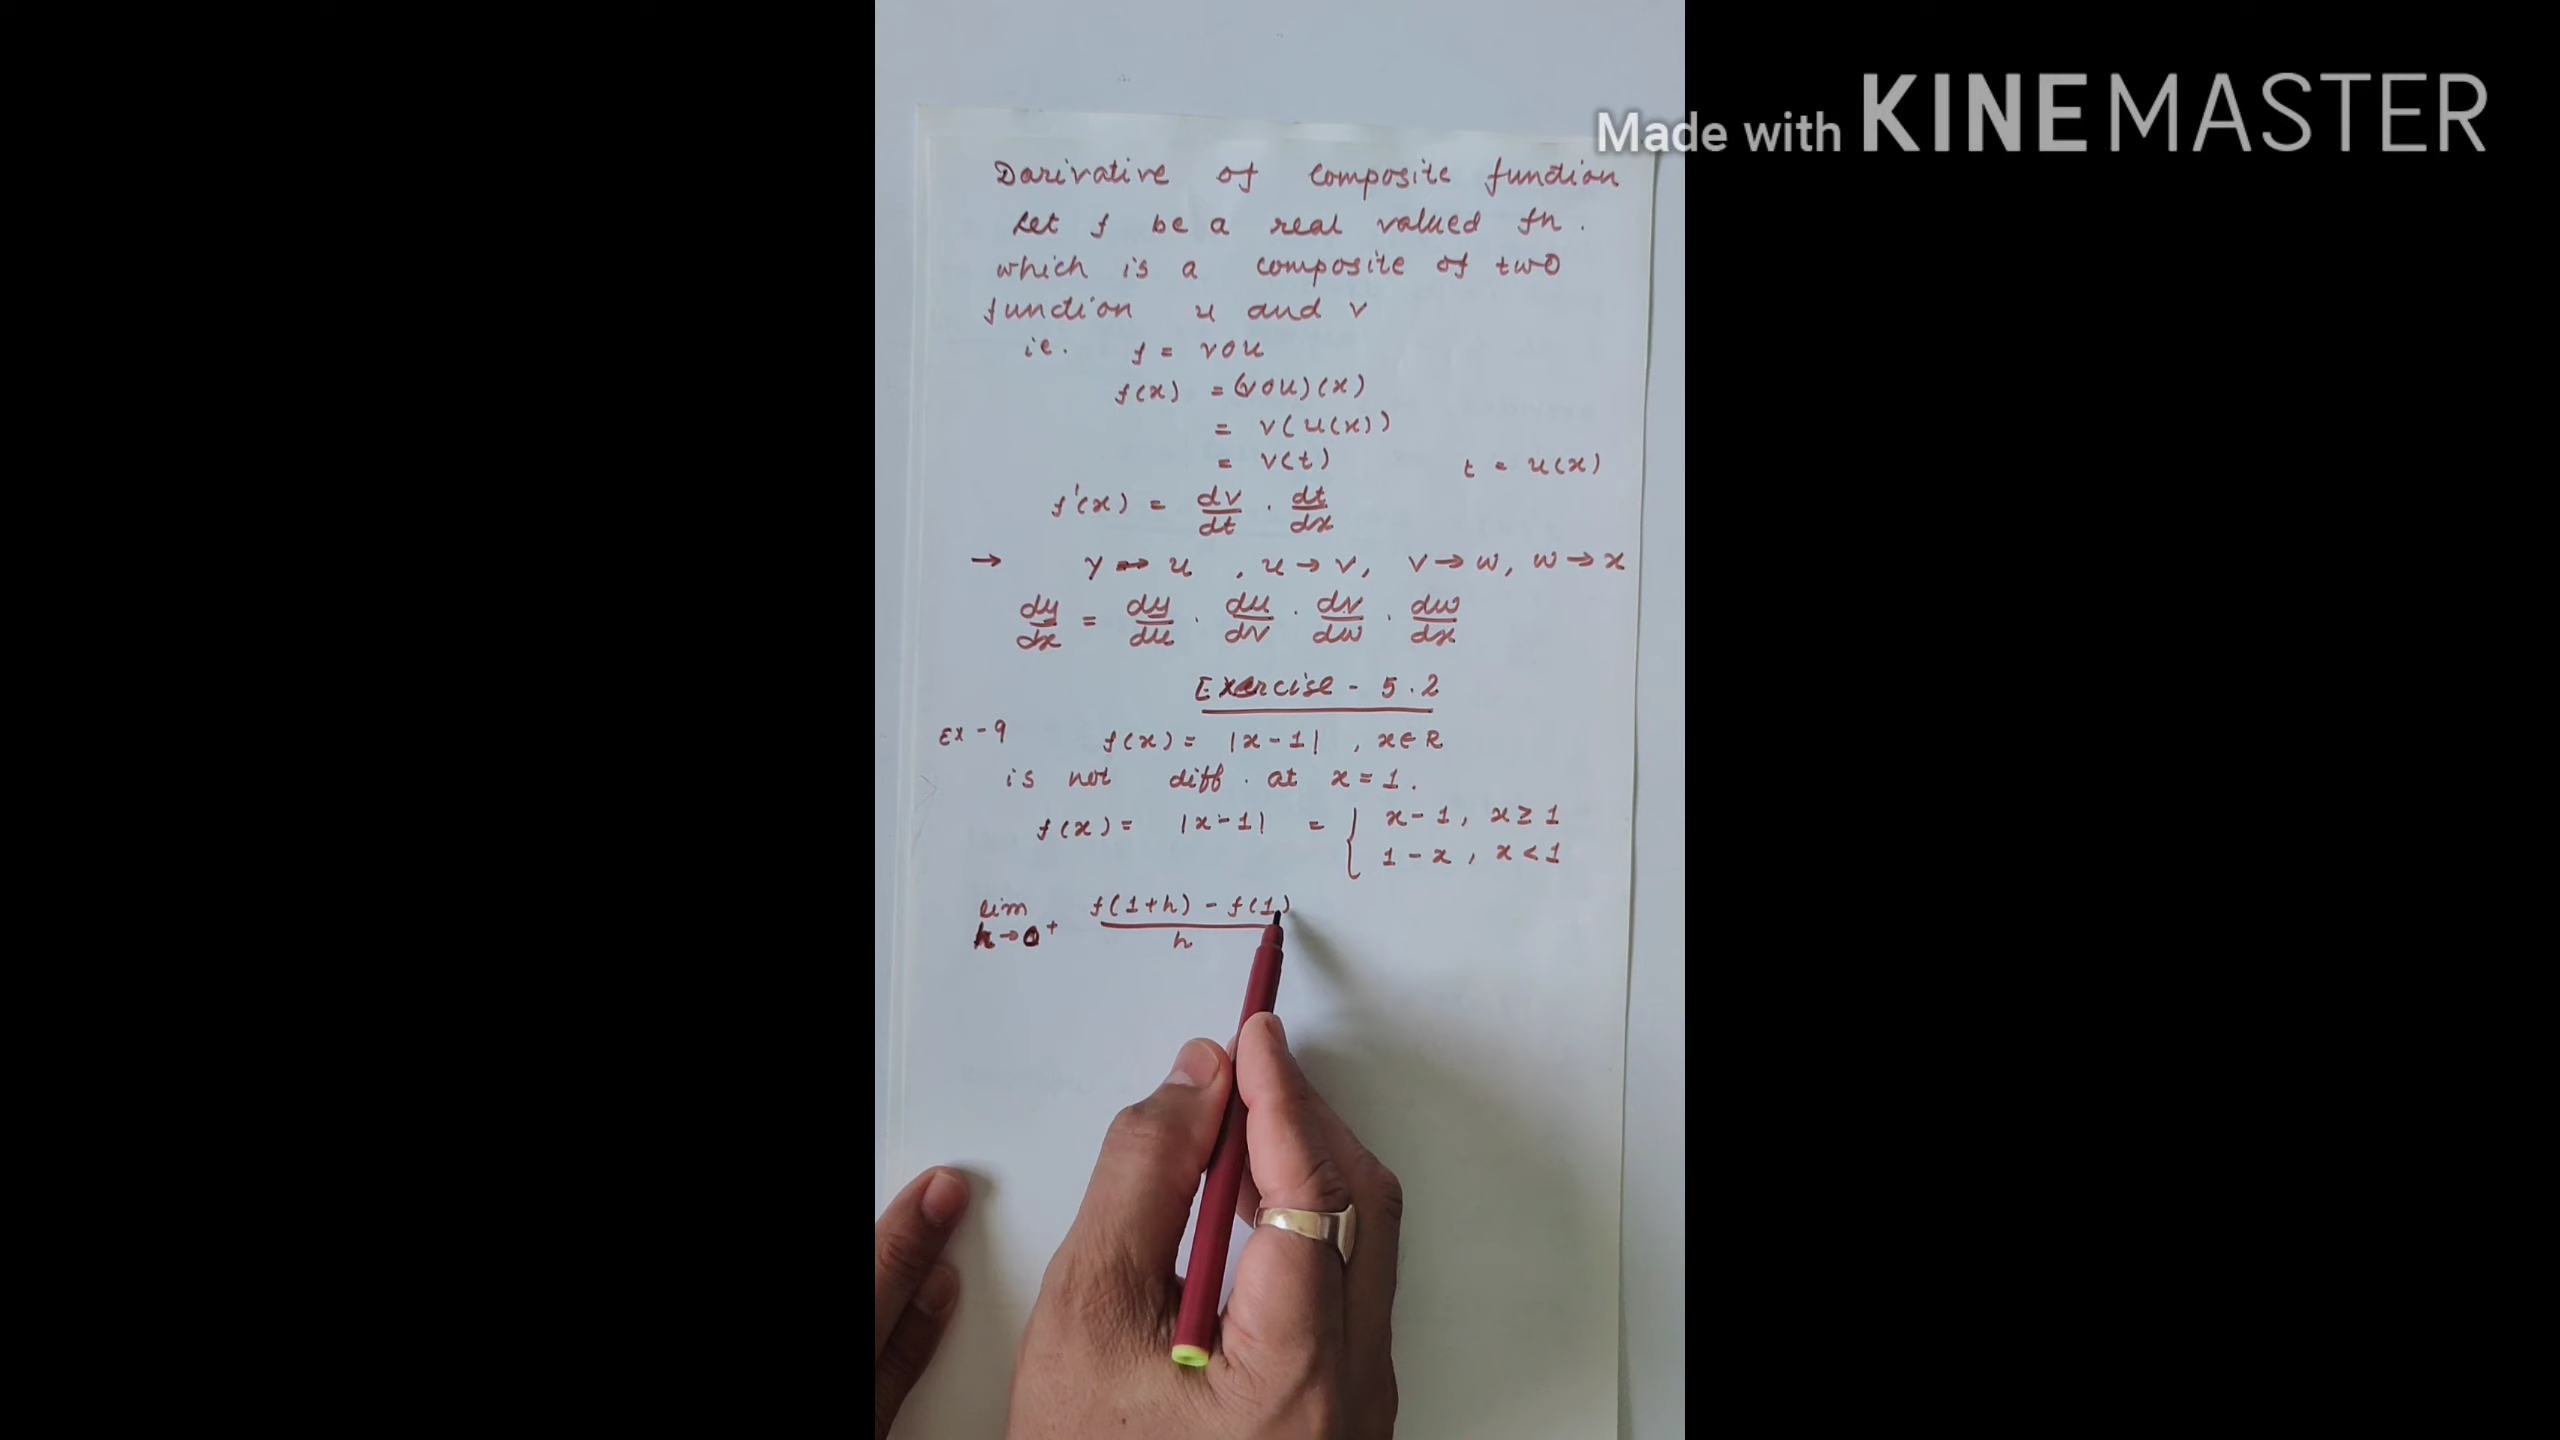 Made with KINEMASTER
Darivative of composite function
Let f be a real valued fn.
which is a composite of two
function u and v
ie. f = vou
f(x) = (vou)(x)
= v(u(x))
= v(t) t = u(x)
f'(x) = dv/dt . dt/dx
→ y → u , u → v, v → w, w → x
dy/dx = dy/du . du/dv . dv/dw . dw/dx
Exercise - 5.2
Ex - 9 f(x) = |x-1| , x∈R
is not diff. at x = 1.
f(x) = |x-1| = { x-1, x≥1
1-x, x<1
lim h→0+ f(1+h) - f(1) / h